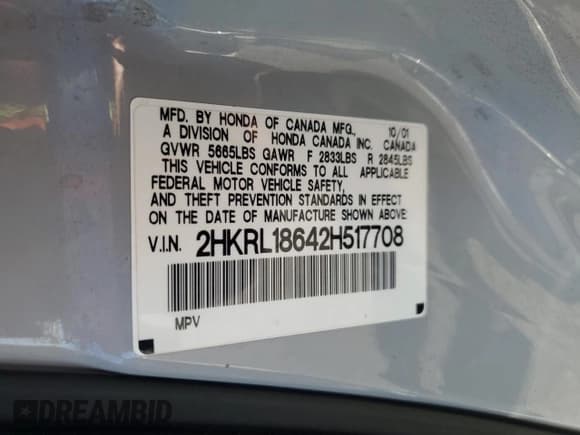 MFD. BY HONDA OF CANADA MFG., 10/01
A DIVISION OF HONDA CANADA INC. CANADA
GVWR 5665LBS GAWR F 2833LBS R 2845LBS
THIS VEHICLE CONFORMS TO ALL APPLICABLE
FEDERAL MOTOR VEHICLE SAFETY,
AND THEFT PREVENTION STANDARDS IN EFFECT
ON THE DATE OF MANUFACTURE SHOWN ABOVE:
V.I.N. 2HKRL18642H517708
MPV
DREAMBID